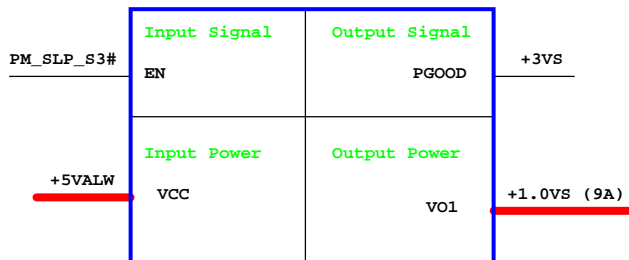 Input Signal Output Signal
PM_SLP_S3# EN PGOOD +3VS
Input Power Output Power
+5VALW VCC VO1 +1.0VS (9A)